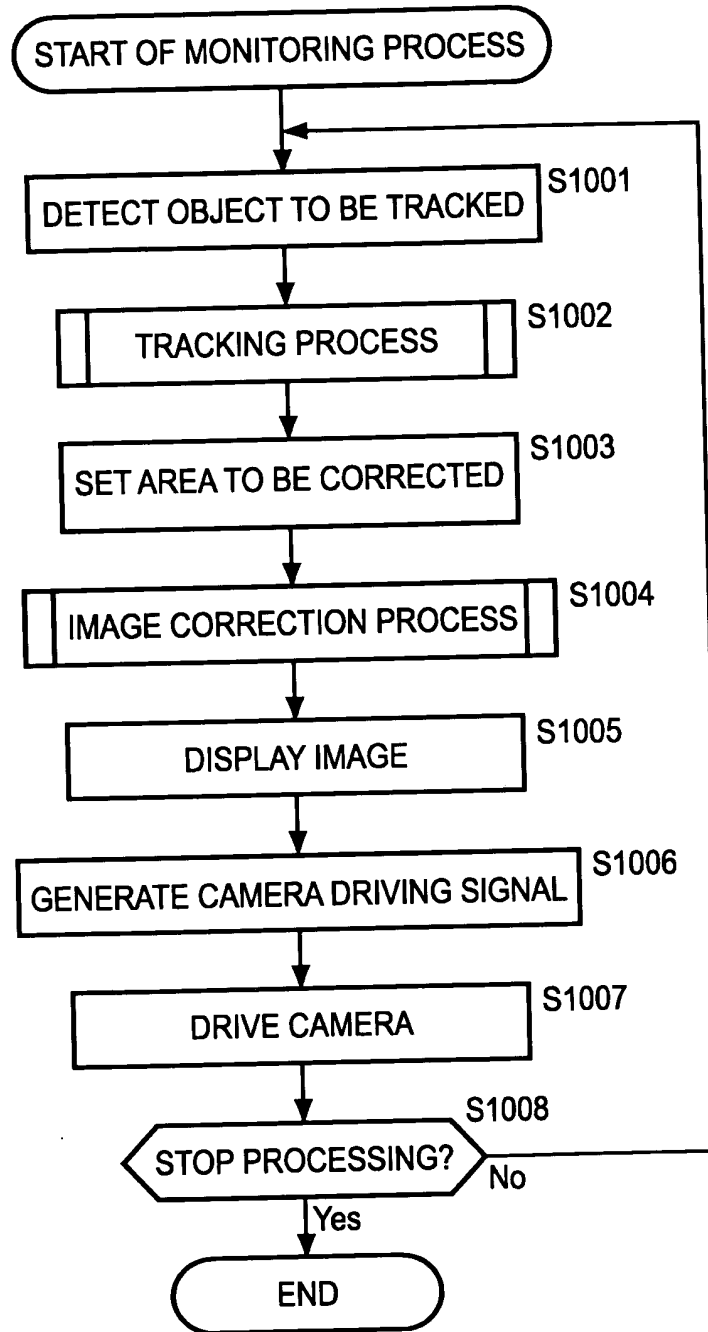 START OF MONITORING PROCESS
S1001
DETECT OBJECT TO BE TRACKED
S1002
TRACKING PROCESS
S1003
SET AREA TO BE CORRECTED
S1004
IMAGE CORRECTION PROCESS
S1005
DISPLAY IMAGE
S1006
GENERATE CAMERA DRIVING SIGNAL
S1007
DRIVE CAMERA
S1008
STOP PROCESSING?
No
Yes
END